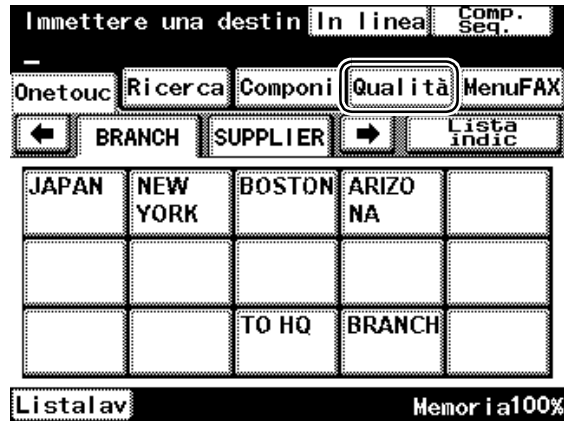 Immettere una destin In linea Comp. Seq.
Onetouc Ricerca Componi Qualità MenuFAX
BRANCH SUPPLIER Lista indic
JAPAN NEW YORK BOSTON ARIZO NA
TO HQ BRANCH
Listalav Memoria100%